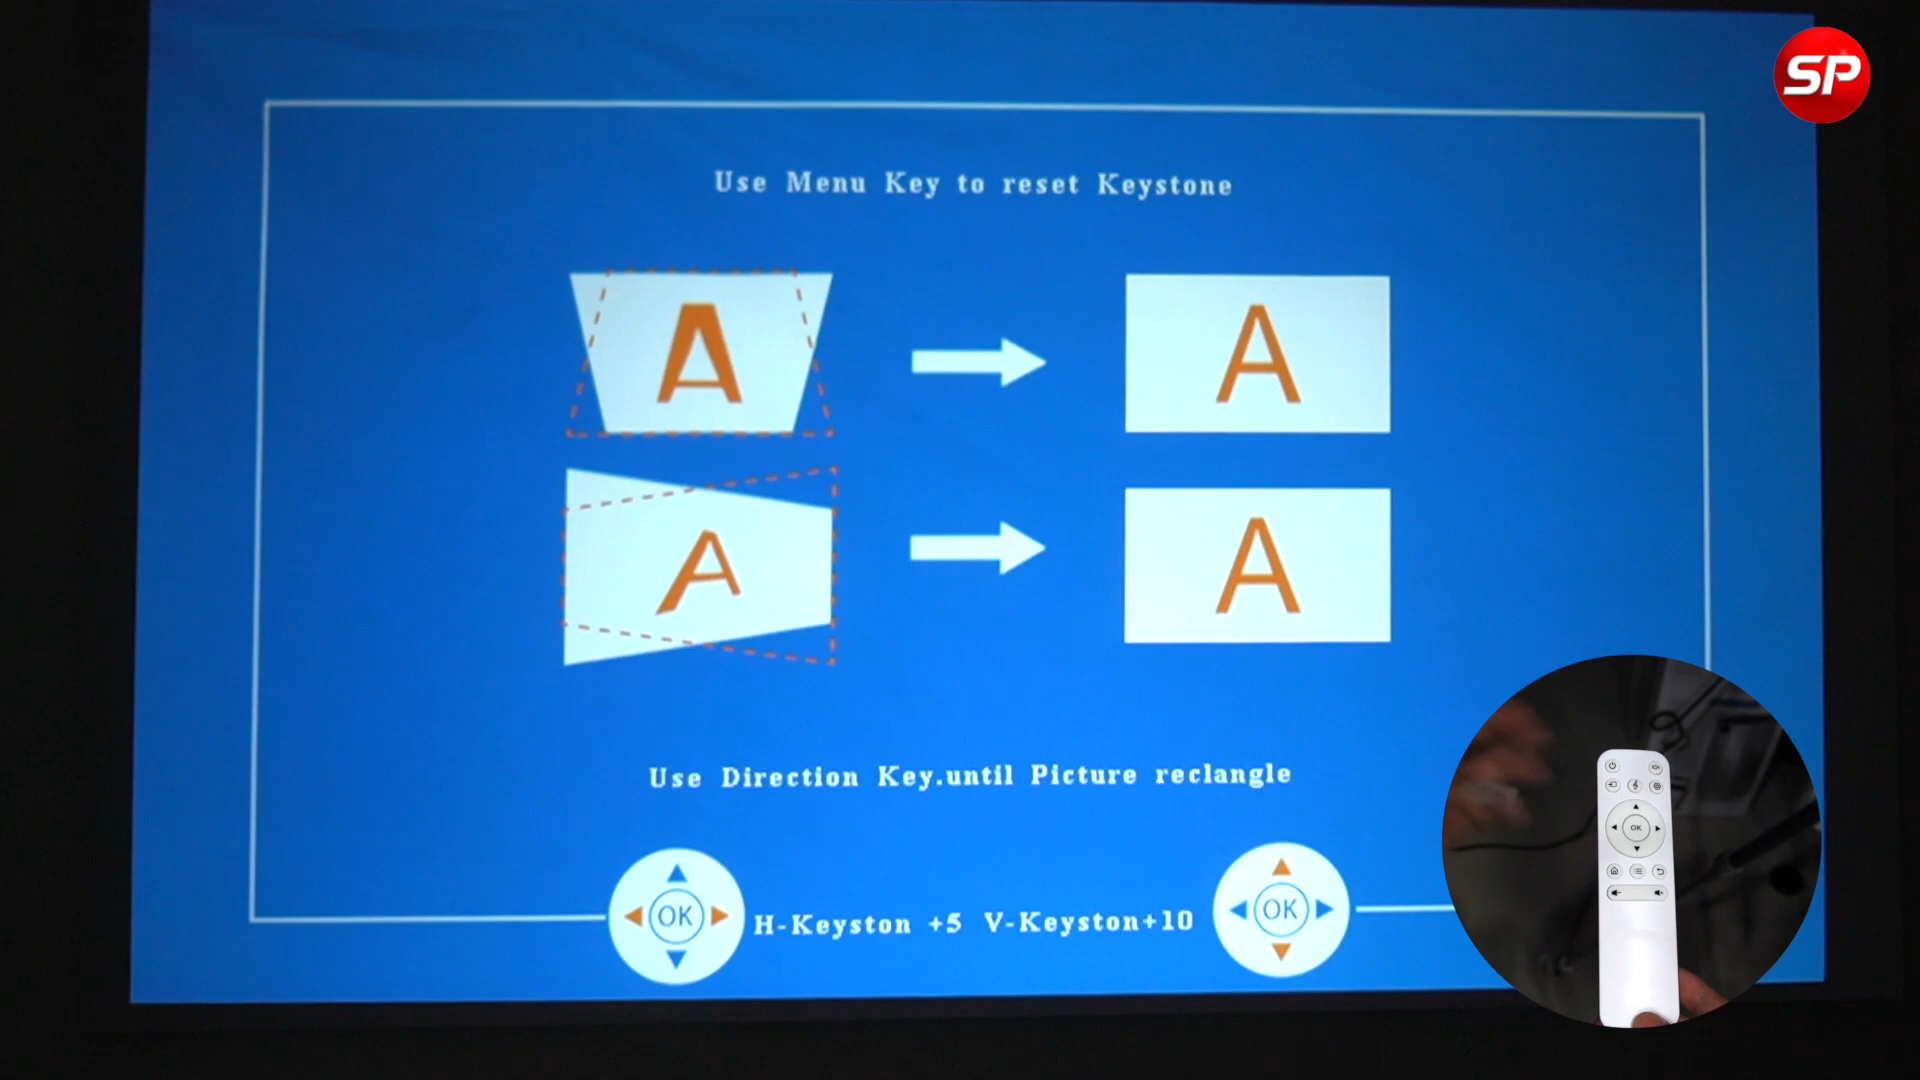 SP
Use Menu Key to reset Keystone
A A
A A
Use Direction Key.until Picture reclangle
OK H-Keyston +5 V-Keyston+10 OK
OK